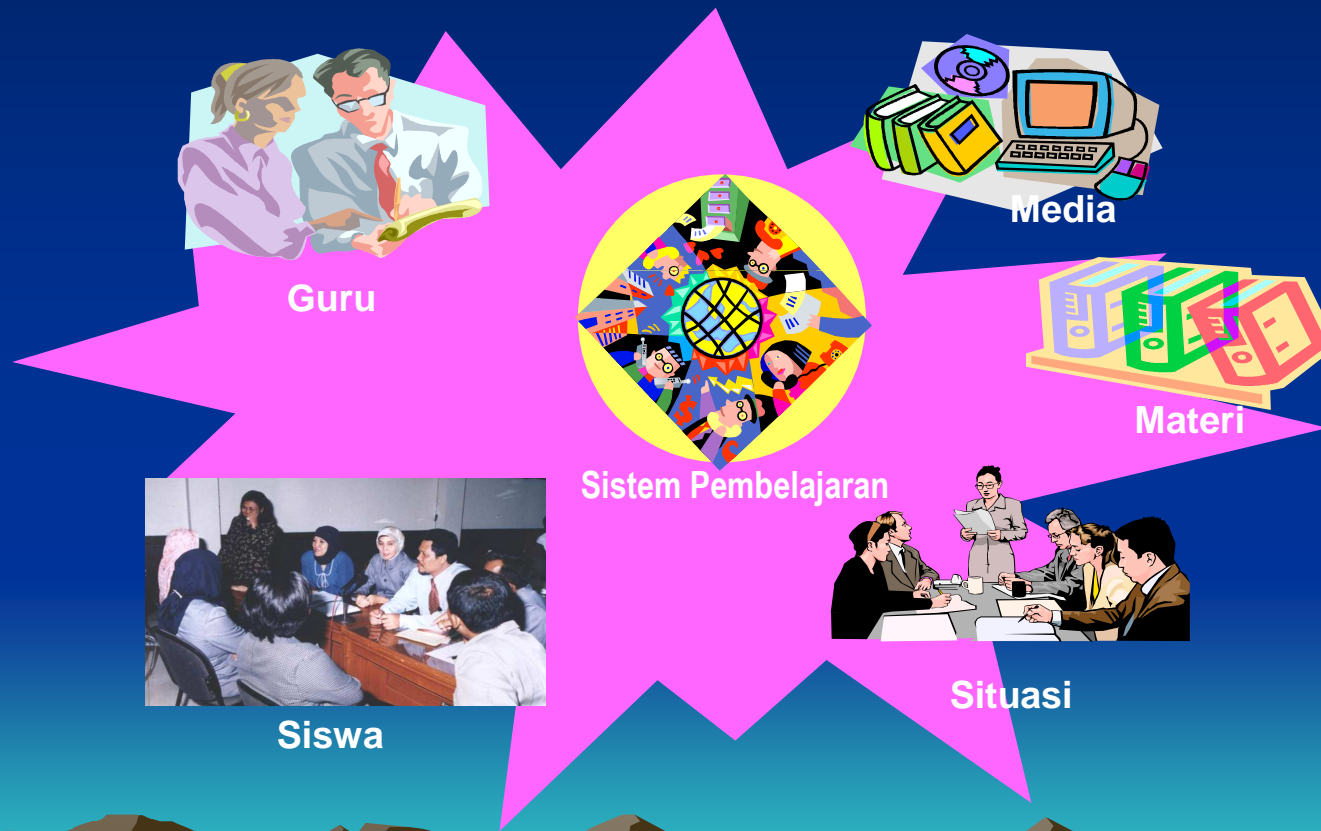 Media
Guru
Materi
Sistem Pembelajaran
Situasi
Siswa